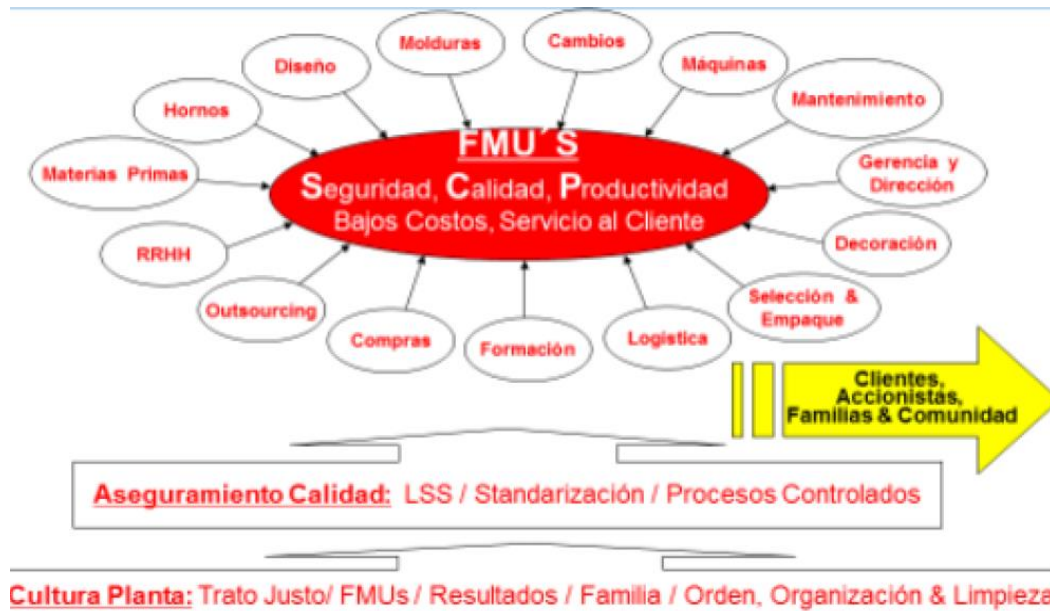 Molduras
Cambios
Diseño
Máquinas
Hornos
Mantenimiento
FMU´S
Materias Primas
Seguridad, Calidad, Productividad
Gerencia y
Dirección
Bajos Costos, Servicio al Cliente
RRHH
Decoración
Outsourcing
Selección &
Empaque
Compras
Formación
Logística
Clientes,
Accionistas,
Familias & Comunidad
Aseguramiento Calidad: LSS / Standarización / Procesos Controlados
Cultura Planta: Trato Justo/ FMUs / Resultados / Familia / Orden, Organización & Limpieza